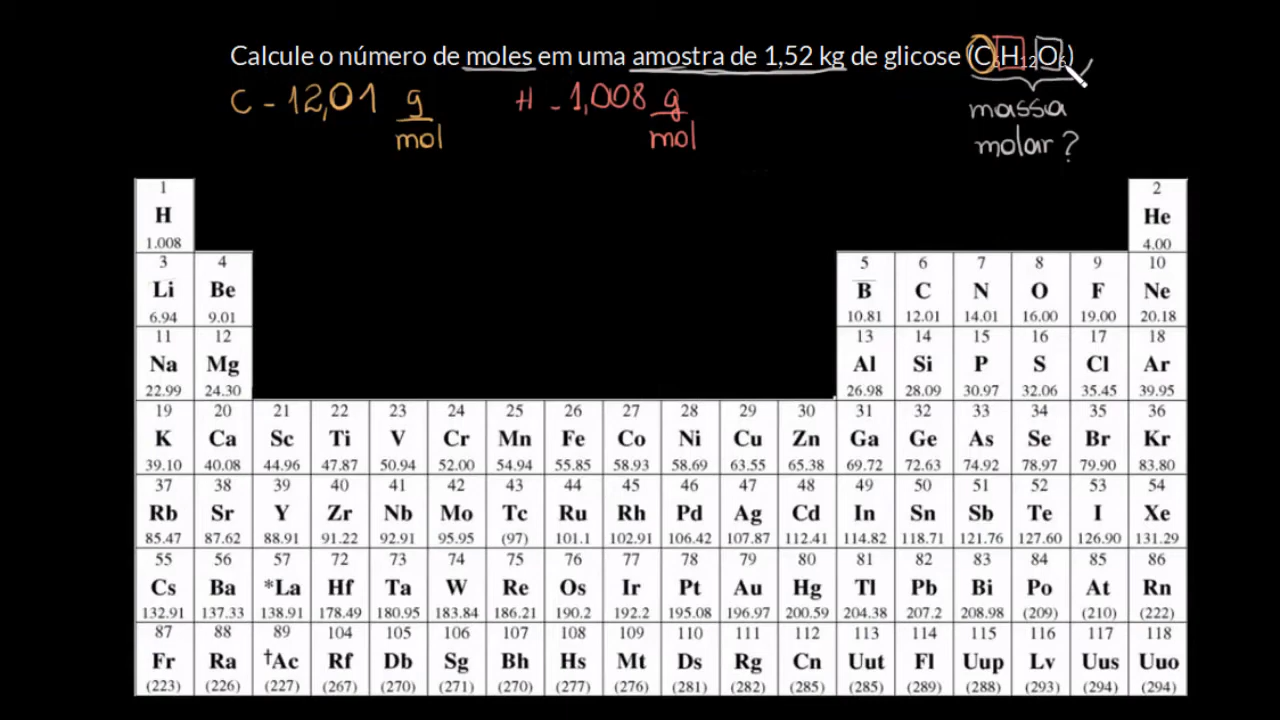 Calcule o número de moles em uma amostra de 1,52 kg de glicose (C6H12O6)
C - 12,01 g/mol H - 1,008 g/mol massa molar ?
1 2
H He
1.008 4.00
3 4 5 6 7 8 9 10
Li Be B C N O F Ne
6.94 9.01 10.81 12.01 14.01 16.00 19.00 20.18
11 12 13 14 15 16 17 18
Na Mg Al Si P S Cl Ar
22.99 24.30 26.98 28.09 30.97 32.06 35.45 39.95
19 20 21 22 23 24 25 26 27 28 29 30 31 32 33 34 35 36
K Ca Sc Ti V Cr Mn Fe Co Ni Cu Zn Ga Ge As Se Br Kr
39.10 40.08 44.96 47.87 50.94 52.00 54.94 55.85 58.93 58.69 63.55 65.38 69.72 72.63 74.92 78.97 79.90 83.80
37 38 39 40 41 42 43 44 45 46 47 48 49 50 51 52 53 54
Rb Sr Y Zr Nb Mo Tc Ru Rh Pd Ag Cd In Sn Sb Te I Xe
85.47 87.62 88.91 91.22 92.91 95.95 (97) 101.1 102.91 106.42 107.87 112.41 114.82 118.71 121.76 127.60 126.90 131.29
55 56 57 72 73 74 75 76 77 78 79 80 81 82 83 84 85 86
Cs Ba *La Hf Ta W Re Os Ir Pt Au Hg Tl Pb Bi Po At Rn
132.91 137.33 138.91 178.49 180.95 183.84 186.21 190.2 192.2 195.08 196.97 200.59 204.38 207.2 208.98 (209) (210) (222)
87 88 89 104 105 106 107 108 109 110 111 112 113 114 115 116 117 118
Fr Ra †Ac Rf Db Sg Bh Hs Mt Ds Rg Cn Uut Fl Uup Lv Uus Uuo
(223) (226) (227) (267) (270) (271) (270) (277) (276) (281) (282) (285) (285) (289) (288) (293) (294) (294)